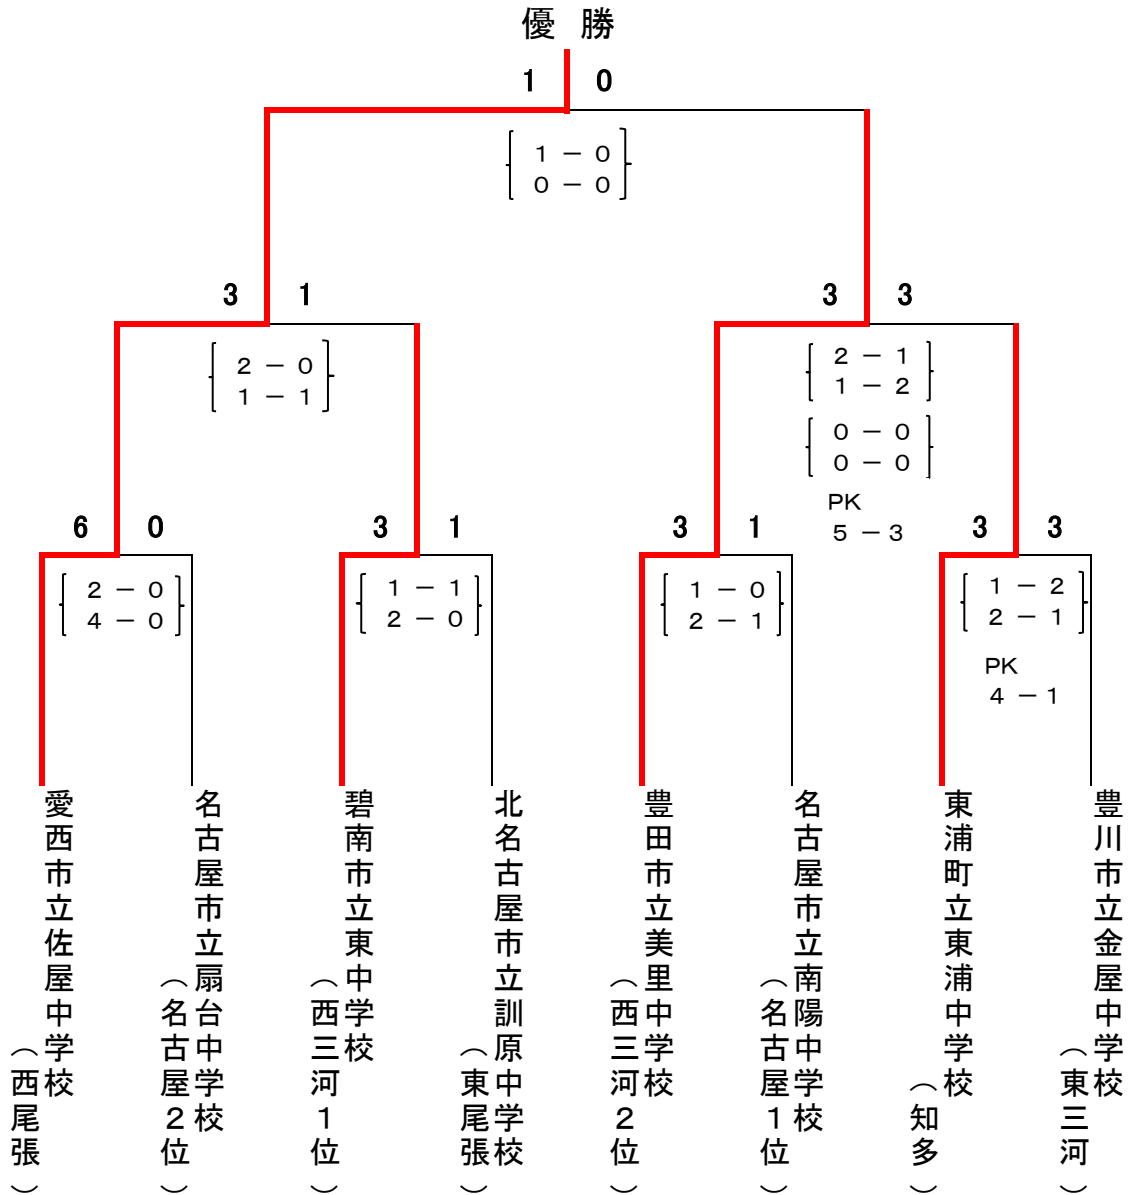 優 勝
1 0
1 － 0
0 － 0
3 1
3 3
2 － 0
1 － 1
2 － 1
1 － 2
0 － 0
0 － 0
PK
5 － 3
6 0
3 1
3 1
3 3
2 － 0
4 － 0
1 － 1
2 － 0
1 － 0
2 － 1
1 － 2
2 － 1
PK
4 － 1
愛西市立佐屋中学校
（西尾張）
名古屋市立扇台中学校
（名古屋２位）
碧南市立東中学校
（西三河１位）
北名古屋市立訓原中学校
（東尾張）
豊田市立美里中学校
（西三河２位）
名古屋市立南陽中学校
（名古屋１位）
東浦町立東浦中学校
（知多）
豊川市立金屋中学校
（東三河）